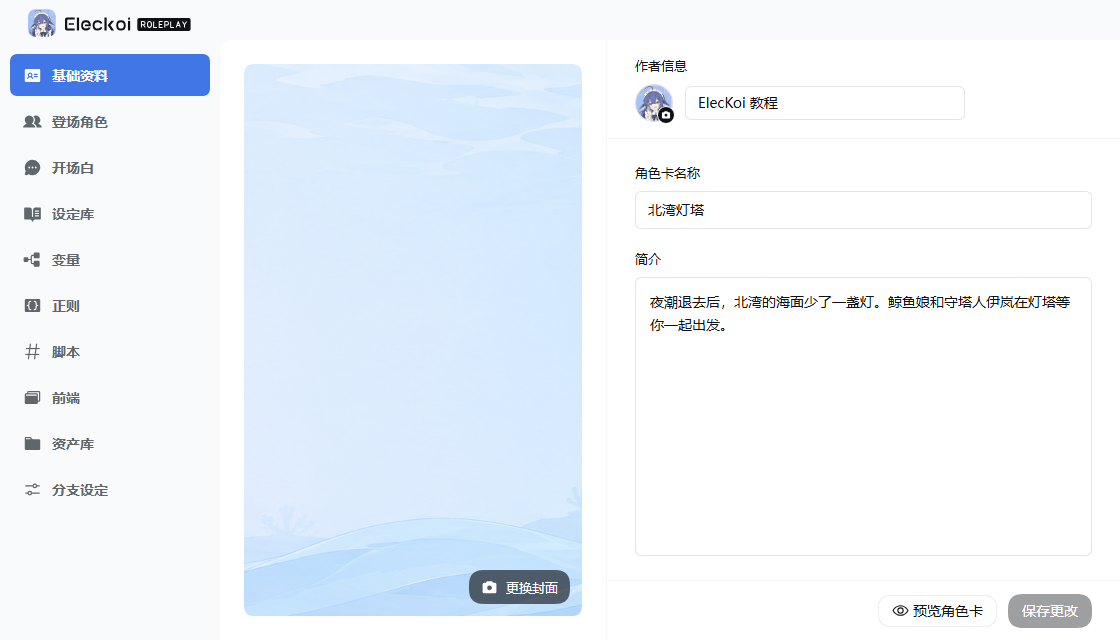 Eleckoi ROLEPLAY
基础资料
登场角色
开场白
设定库
变量
正则
脚本
前端
资产库
分支设定
更换封面
作者信息
ElecKoi 教程
角色卡名称
北湾灯塔
简介
夜潮退去后，北湾的海面少了一盏灯。鲸鱼娘和守塔人伊岚在灯塔等
你一起出发。
预览角色卡
保存更改